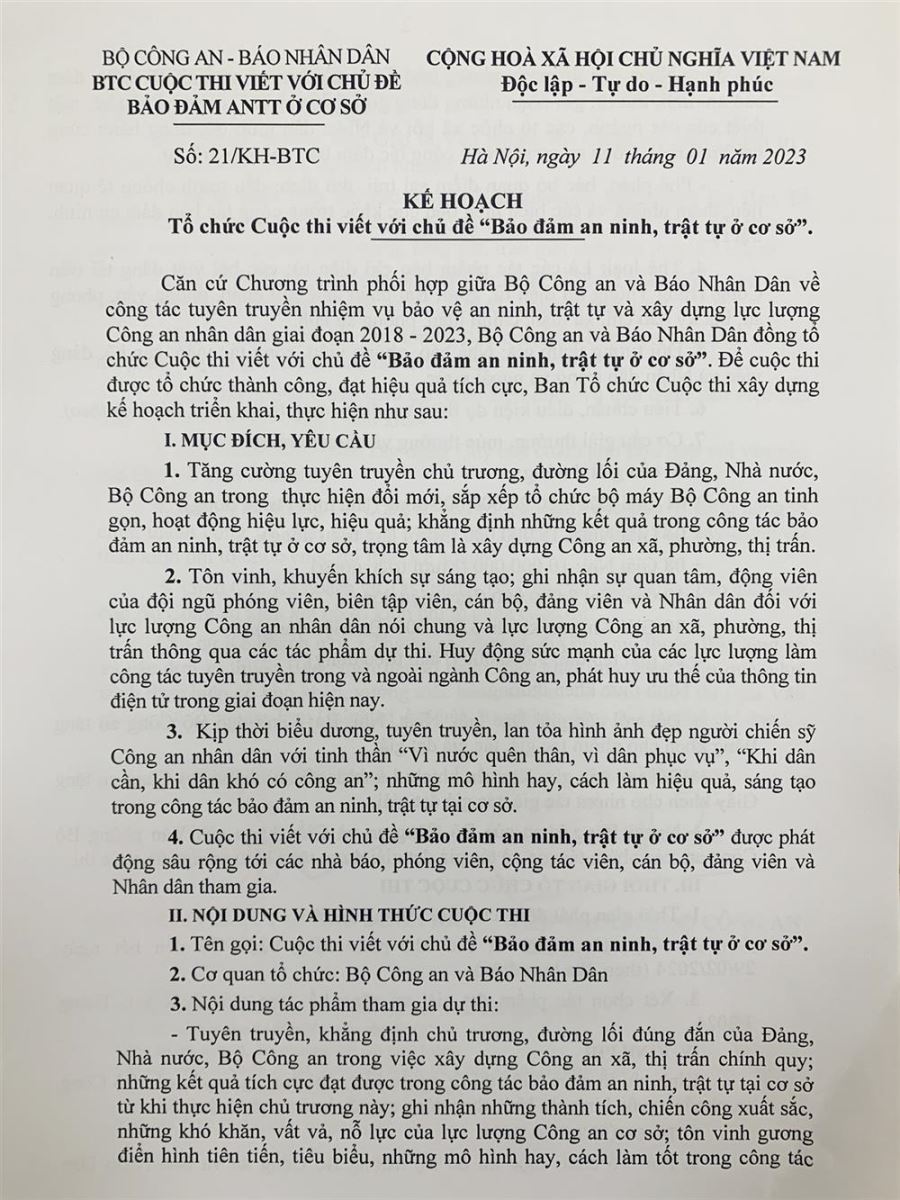 BỘ CÔNG AN - BÁO NHÂN DÂN
BTC CUỘC THI VIẾT VỚI CHỦ ĐỀ
BẢO ĐẢM ANTT Ở CƠ SỞ
CỘNG HOÀ XÃ HỘI CHỦ NGHĨA VIỆT NAM
Độc lập - Tự do - Hạnh phúc
Số: 21/KH-BTC
Hà Nội, ngày 11 tháng 01 năm 2023
KẾ HOẠCH
Tổ chức Cuộc thi viết với chủ đề “Bảo đảm an ninh, trật tự ở cơ sở”.
Căn cứ Chương trình phối hợp giữa Bộ Công an và Báo Nhân Dân về
công tác tuyên truyền nhiệm vụ bảo vệ an ninh, trật tự và xây dựng lực lượng
Công an nhân dân giai đoạn 2018 - 2023, Bộ Công an và Báo Nhân Dân đồng tổ
chức Cuộc thi viết với chủ đề “Bảo đảm an ninh, trật tự ở cơ sở”. Để cuộc thi
được tổ chức thành công, đạt hiệu quả tích cực, Ban Tổ chức Cuộc thi xây dựng
kế hoạch triển khai, thực hiện như sau:
I. MỤC ĐÍCH, YÊU CẦU
1. Tăng cường tuyên truyền chủ trương, đường lối của Đảng, Nhà nước,
Bộ Công an trong thực hiện đổi mới, sắp xếp tổ chức bộ máy Bộ Công an tinh
gọn, hoạt động hiệu lực, hiệu quả; khẳng định những kết quả trong công tác bảo
đảm an ninh, trật tự ở cơ sở, trọng tâm là xây dựng Công an xã, phường, thị trấn.
2. Tôn vinh, khuyến khích sự sáng tạo; ghi nhận sự quan tâm, động viên
của đội ngũ phóng viên, biên tập viên, cán bộ, đảng viên và Nhân dân đối với
lực lượng Công an nhân dân nói chung và lực lượng Công an xã, phường, thị
trấn thông qua các tác phẩm dự thi. Huy động sức mạnh của các lực lượng làm
công tác tuyên truyền trong và ngoài ngành Công an, phát huy ưu thế của thông tin
điện tử trong giai đoạn hiện nay.
3. Kịp thời biểu dương, tuyên truyền, lan tỏa hình ảnh đẹp người chiến sỹ
Công an nhân dân với tinh thần “Vì nước quên thân, vì dân phục vụ”, “Khi dân
cần, khi dân khó có công an”; những mô hình hay, cách làm hiệu quả, sáng tạo
trong công tác bảo đảm an ninh, trật tự tại cơ sở.
4. Cuộc thi viết với chủ đề “Bảo đảm an ninh, trật tự ở cơ sở” được phát
động sâu rộng tới các nhà báo, phóng viên, cộng tác viên, cán bộ, đảng viên và
Nhân dân tham gia.
II. NỘI DUNG VÀ HÌNH THỨC CUỘC THI
1. Tên gọi: Cuộc thi viết với chủ đề “Bảo đảm an ninh, trật tự ở cơ sở”.
2. Cơ quan tổ chức: Bộ Công an và Báo Nhân Dân
3. Nội dung tác phẩm tham gia dự thi:
- Tuyên truyền, khẳng định chủ trương, đường lối đúng đắn của Đảng,
Nhà nước, Bộ Công an trong việc xây dựng Công an xã, thị trấn chính quy;
những kết quả tích cực đạt được trong công tác bảo đảm an ninh, trật tự tại cơ sở
từ khi thực hiện chủ trương này; ghi nhận những thành tích, chiến công xuất sắc,
những khó khăn, vất vả, nỗ lực của lực lượng Công an cơ sở; tôn vinh gương
điển hình tiên tiến, tiêu biểu, những mô hình hay, cách làm tốt trong công tác